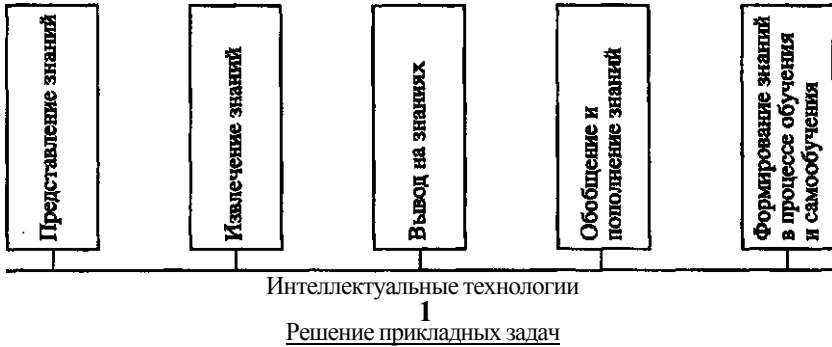 Представление знаний
Извлечение знаний
Вывод на знаниях
Обобщение и
пополнение знаний
Формирование знаний
в процессе обучения
и самообучения
Интеллектуальные технологии
1
Решение прикладных задач